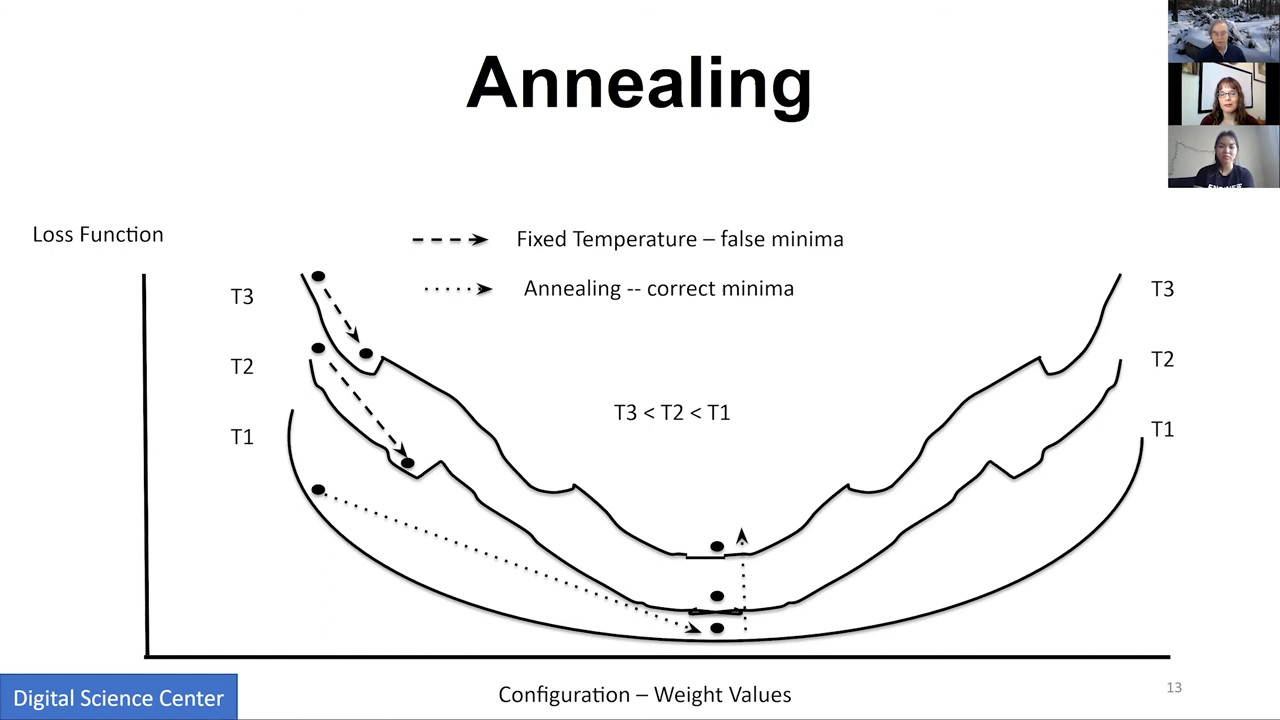 Annealing
Loss Function
Fixed Temperature – false minima
Annealing -- correct minima
T3
T3
T2
T2
T3 < T2 < T1
T1
T1
Configuration – Weight Values
Digital Science Center
13